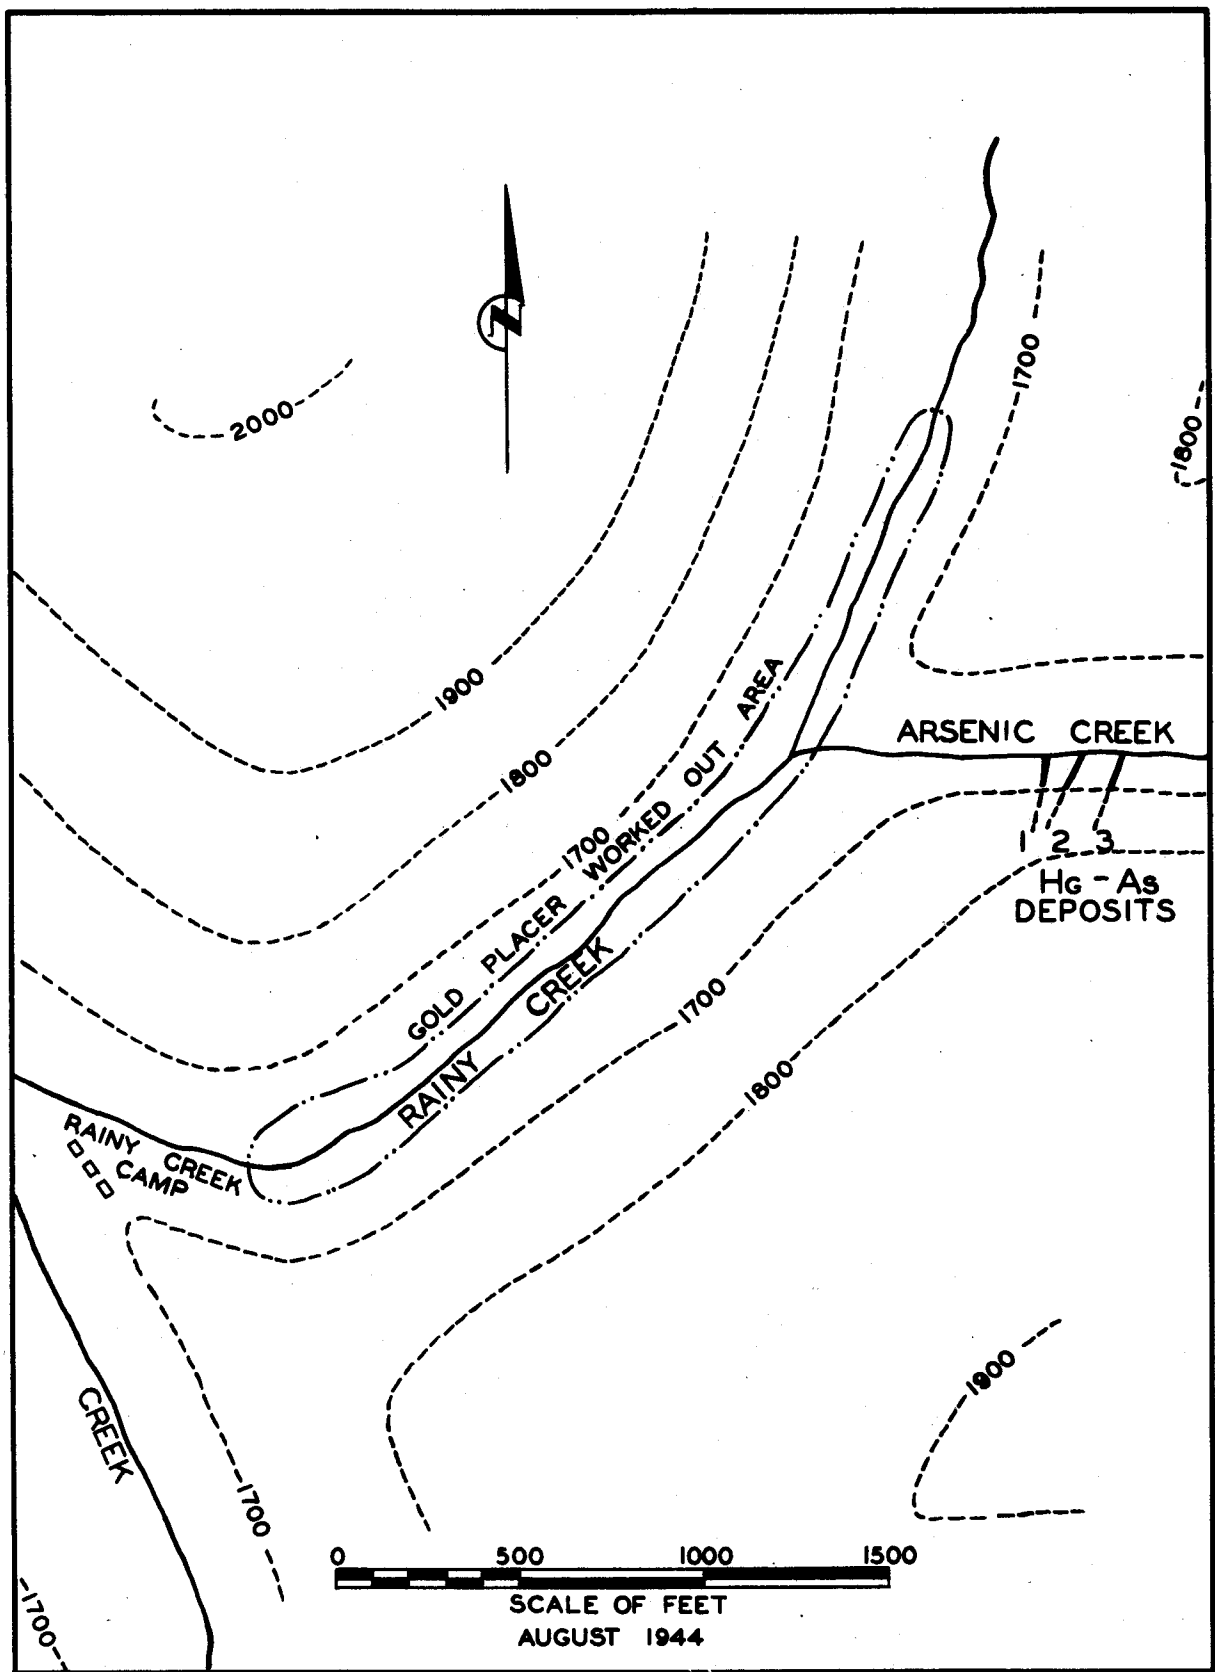 N
1700
1800
2000
1900
1800
1700
ARSENIC CREEK
1 2 3
Hg - As
DEPOSITS
GOLD PLACER WORKED OUT AREA
RAINY CREEK
1700
1800
RAINY CREEK
CAMP
CREEK
1700
1900
1700
0 500 1000 1500
SCALE OF FEET
AUGUST 1944